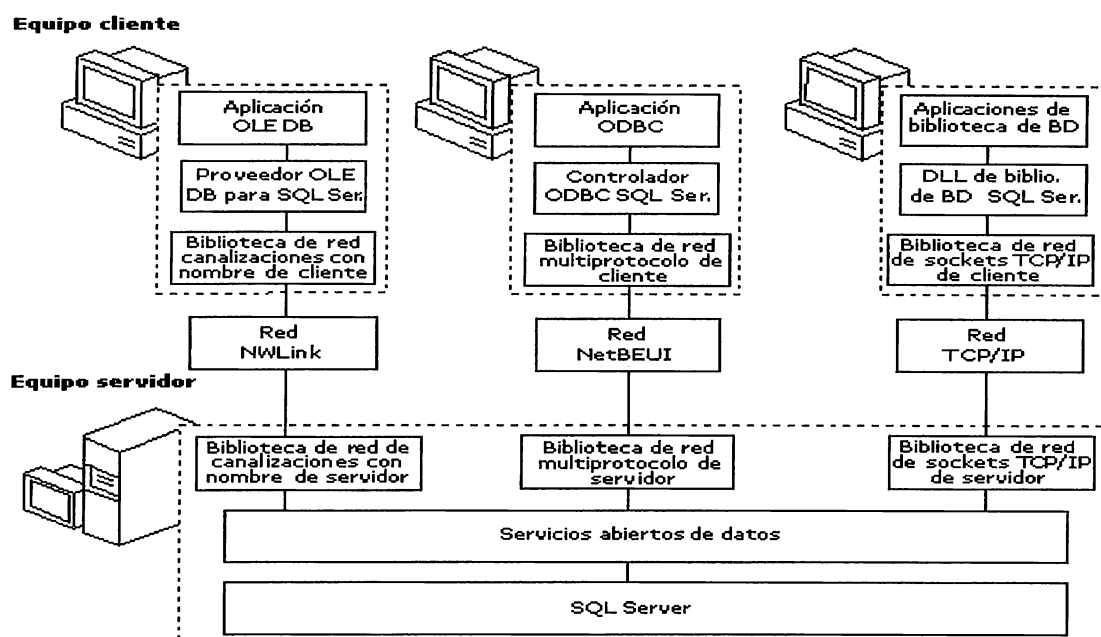 Equipo cliente
Aplicación
OLE DB
Proveedor OLE
DB para SQL Ser.
Biblioteca de red
canalizaciones con
nombre de cliente
Red
NWLink
Aplicación
ODBC
Controlador
ODBC SQL Ser.
Biblioteca de red
multiprotocolo de
cliente
Red
NetBEUI
Aplicaciones de
biblioteca de BD
DLL de biblio.
de BD SQL Ser.
Biblioteca de red
de sockets TCP/IP
de cliente
Red
TCP/IP
Equipo servidor
Biblioteca de red de
canalizaciones con
nombre de servidor
Biblioteca de red
multiprotocolo de
servidor
Biblioteca de red
de sockets TCP/IP
de servidor
Servicios abiertos de datos
SQL Server